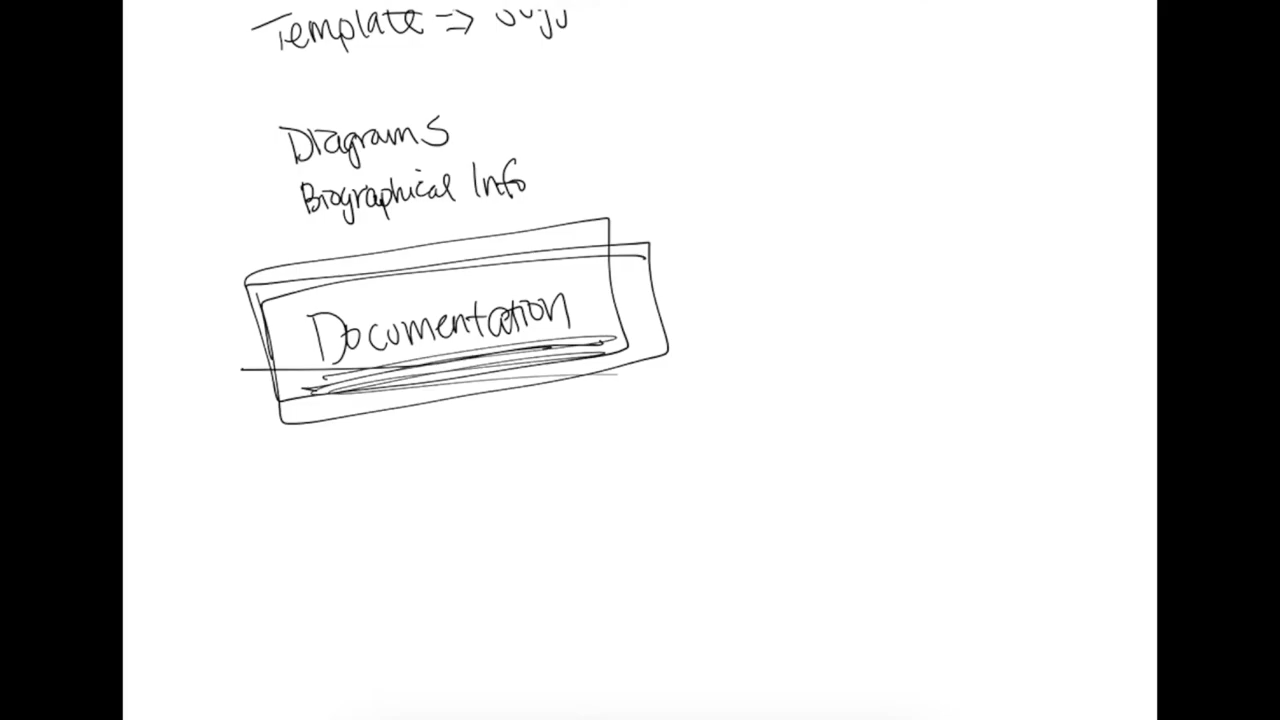 Template =>
Diagrams
Biographical Info
Documentation